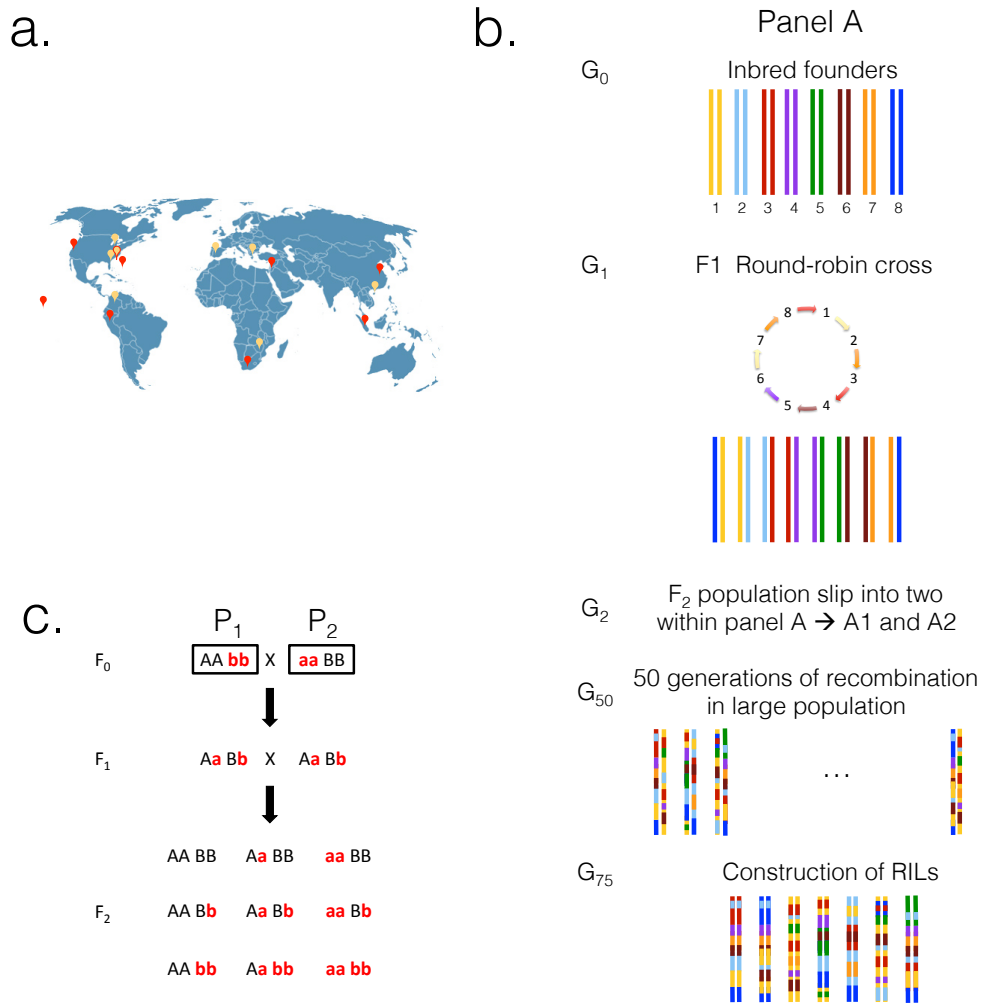 a.
b.
Panel A
G0
Inbred founders
1 2 3 4 5 6 7 8
G1
F1 Round-robin cross
8 1
7 2
6 3
5 4
G2
F2 population slip into two
within panel A → A1 and A2
G50
50 generations of recombination
in large population
...
G75
Construction of RILs
c.
P1 P2
F0 AA bb X aa BB
F1 Aa Bb X Aa Bb
AA BB Aa BB aa BB
F2 AA Bb Aa Bb aa Bb
AA bb Aa bb aa bb